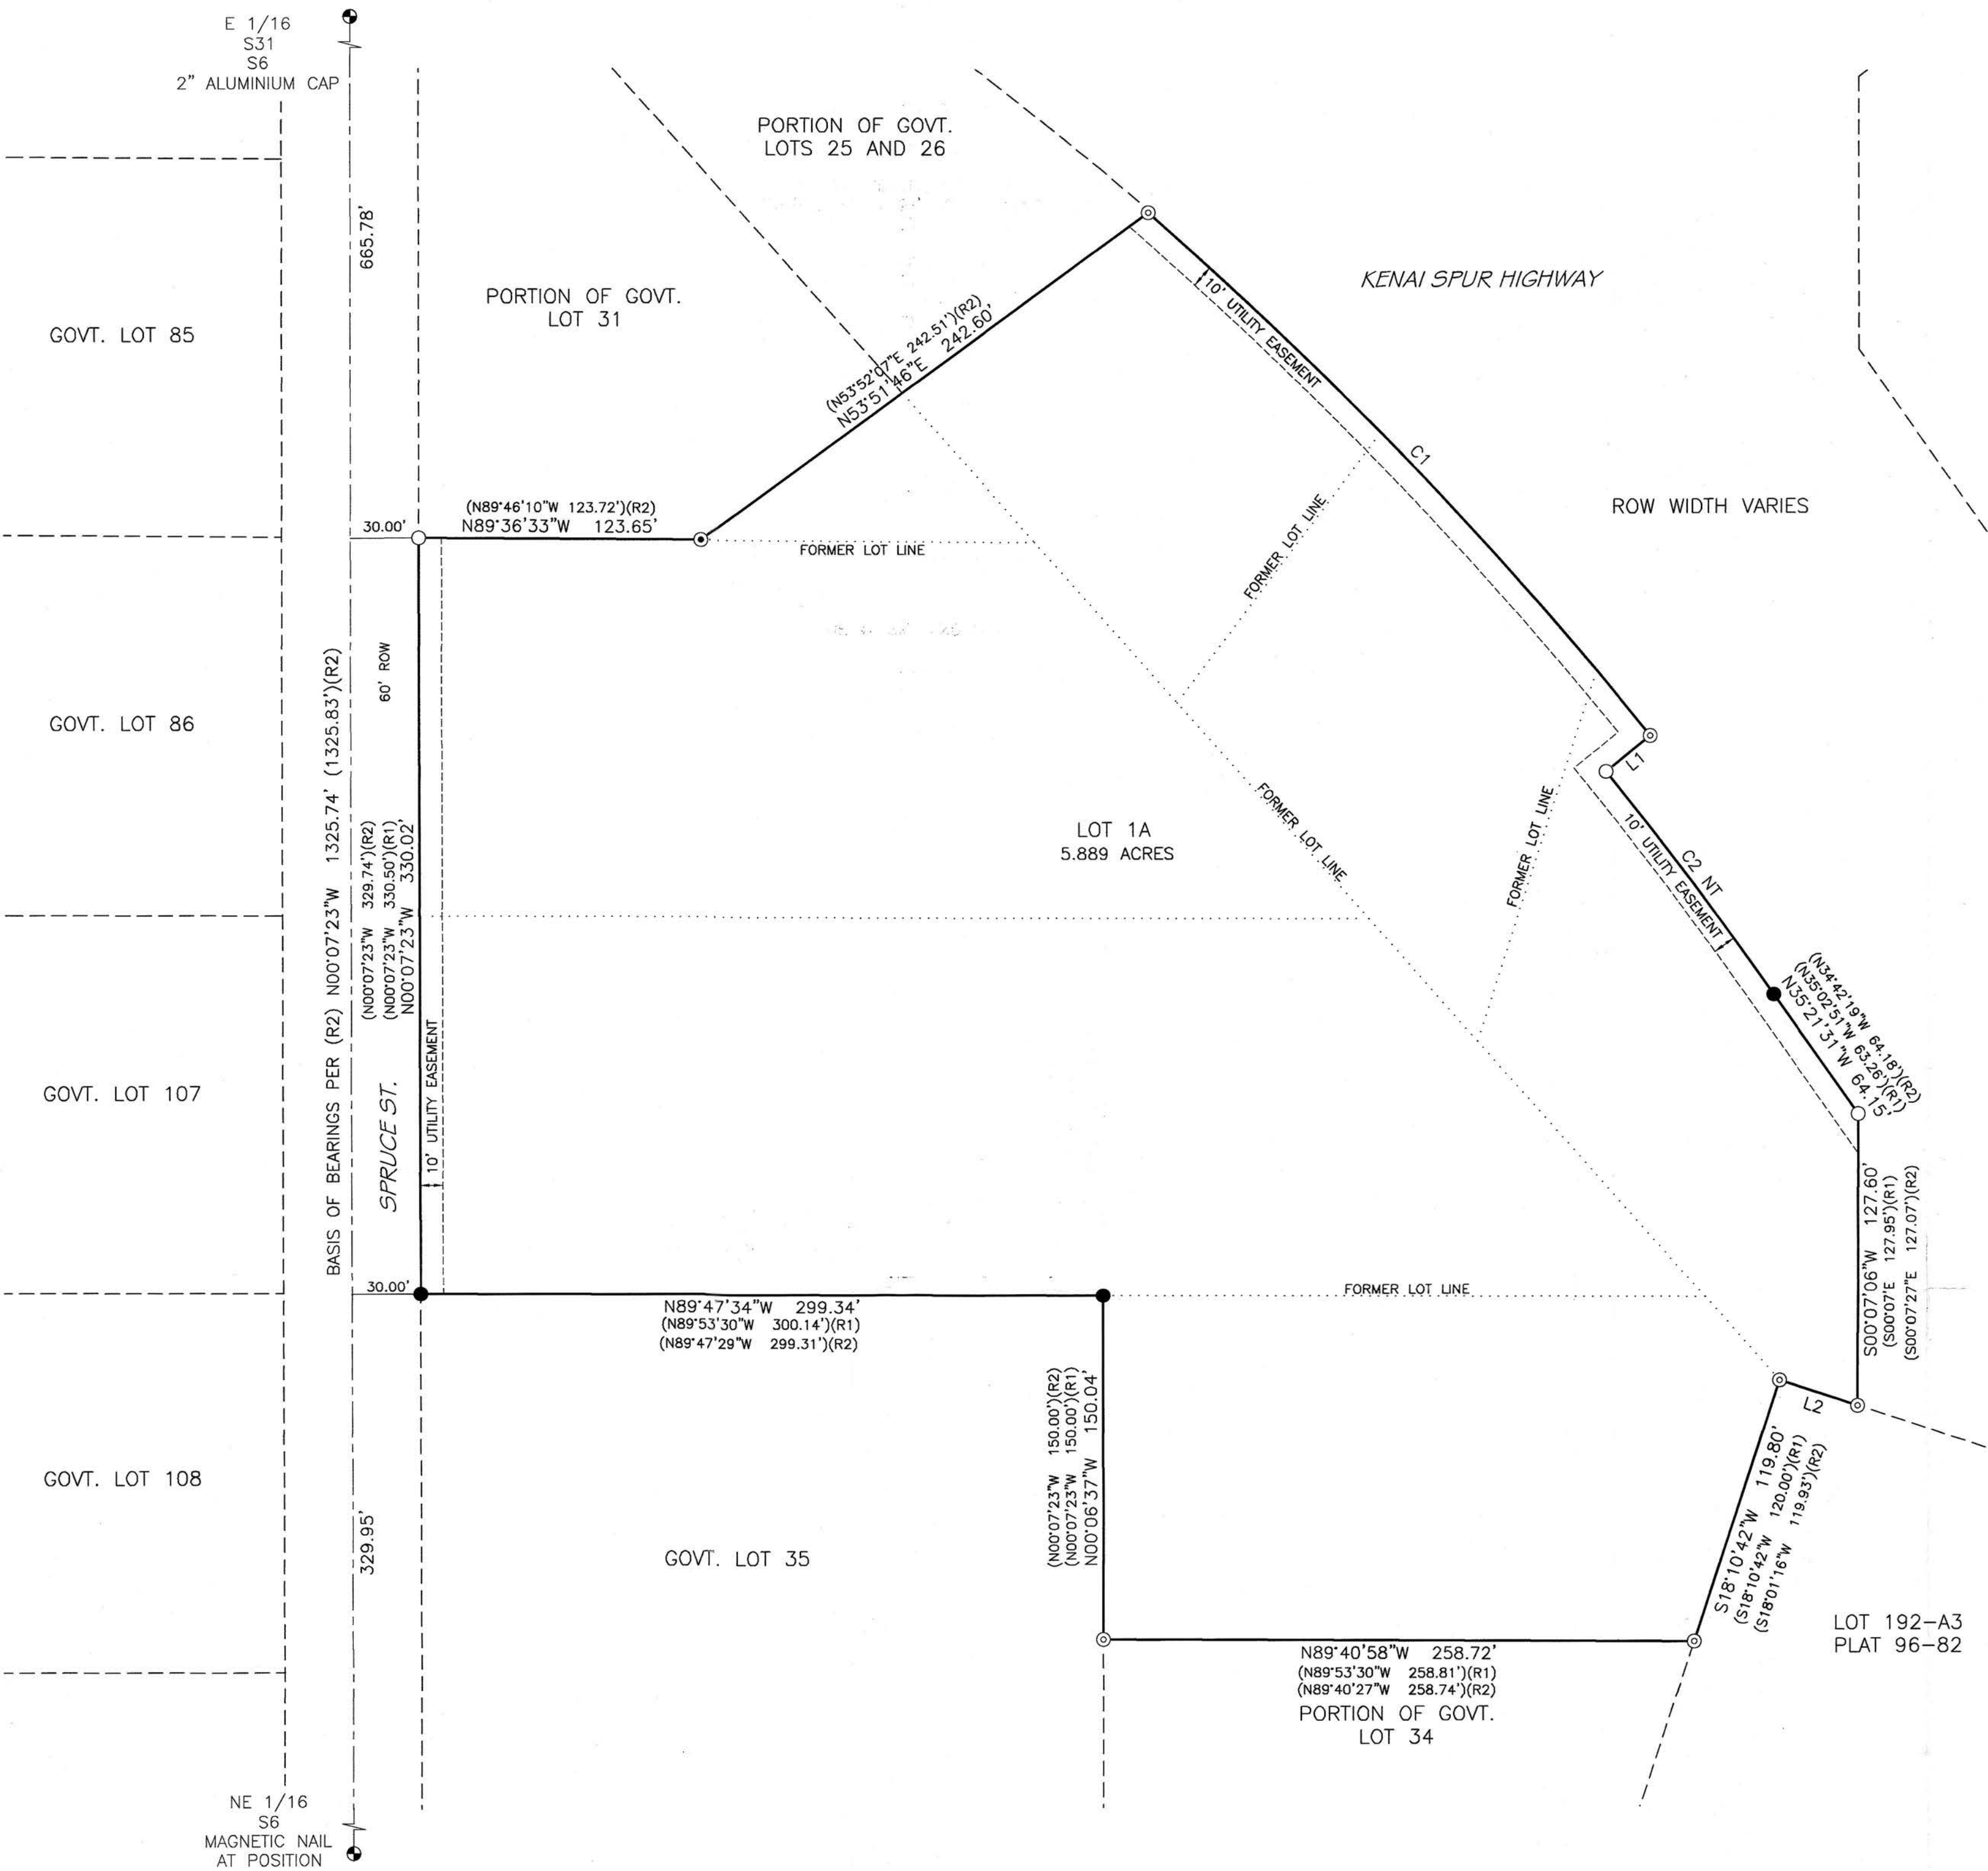 E 1/16
S31
S6
2" ALUMINIUM CAP
PORTION OF GOVT.
LOTS 25 AND 26
665.78'
KENAI SPUR HIGHWAY
10' UTILITY EASEMENT
PORTION OF GOVT.
LOT 31
GOVT. LOT 85
(N53°52'07"E 242.51')(R2)
N53°51'46"E 242.60'
C1
ROW WIDTH VARIES
(N89°46'10"W 123.72')(R2)
N89°36'33"W 123.65'
30.00'
FORMER LOT LINE
FORMER LOT LINE
60' ROW
GOVT. LOT 86
L1
BASIS OF BEARINGS PER (R2) N00°07'23"W 1325.74' (1325.83')(R2)
(N00°07'23"W 329.74')(R2)
(N00°07'23"W 330.50')(R1)
N00°07'23"W 330.02'
FORMER LOT LINE
FORMER LOT LINE
LOT 1A
5.889 ACRES
10' UTILITY EASEMENT
C2 NT
(N34°42'19"W 64.18')(R2)
(N35°02'51"W 63.26')(R1)
N35°21'31"W 64.15'
GOVT. LOT 107
SPRUCE ST.
10' UTILITY EASEMENT
S00°07'06"W 127.60'
(S00°07'E 127.95')(R1)
(S00°07'27"E 127.07')(R2)
30.00'
FORMER LOT LINE
N89°47'34"W 299.34'
(N89°53'30"W 300.14')(R1)
(N89°47'29"W 299.31')(R2)
(N00°07'23"W 150.00')(R2)
(N00°07'23"W 150.00')(R1)
N00°06'37"W 150.04'
L2
S18°10'42"W 119.80'
(S18°10'42"W 120.00')(R1)
(S18°01'16"W 119.93')(R2)
GOVT. LOT 108
329.95'
GOVT. LOT 35
LOT 192-A3
PLAT 96-82
N89°40'58"W 258.72'
(N89°53'30"W 258.81')(R1)
(N89°40'27"W 258.74')(R2)
PORTION OF GOVT.
LOT 34
NE 1/16
S6
MAGNETIC NAIL
AT POSITION